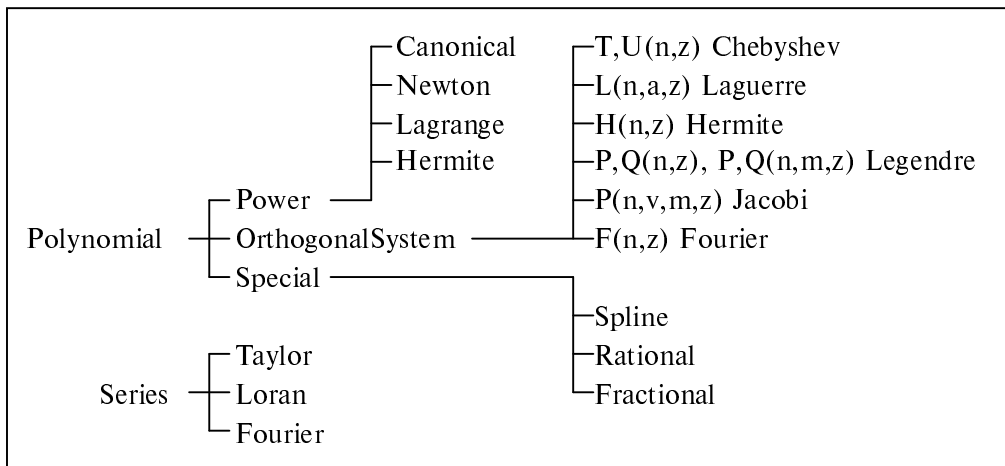 Canonical
Newton
Lagrange
Hermite
Power
Polynomial
OrthogonalSystem
Special
T,U(n,z) Chebyshev
L(n,a,z) Laguerre
H(n,z) Hermite
P,Q(n,z), P,Q(n,m,z) Legendre
P(n,v,m,z) Jacobi
F(n,z) Fourier
Spline
Rational
Fractional
Series
Taylor
Loran
Fourier